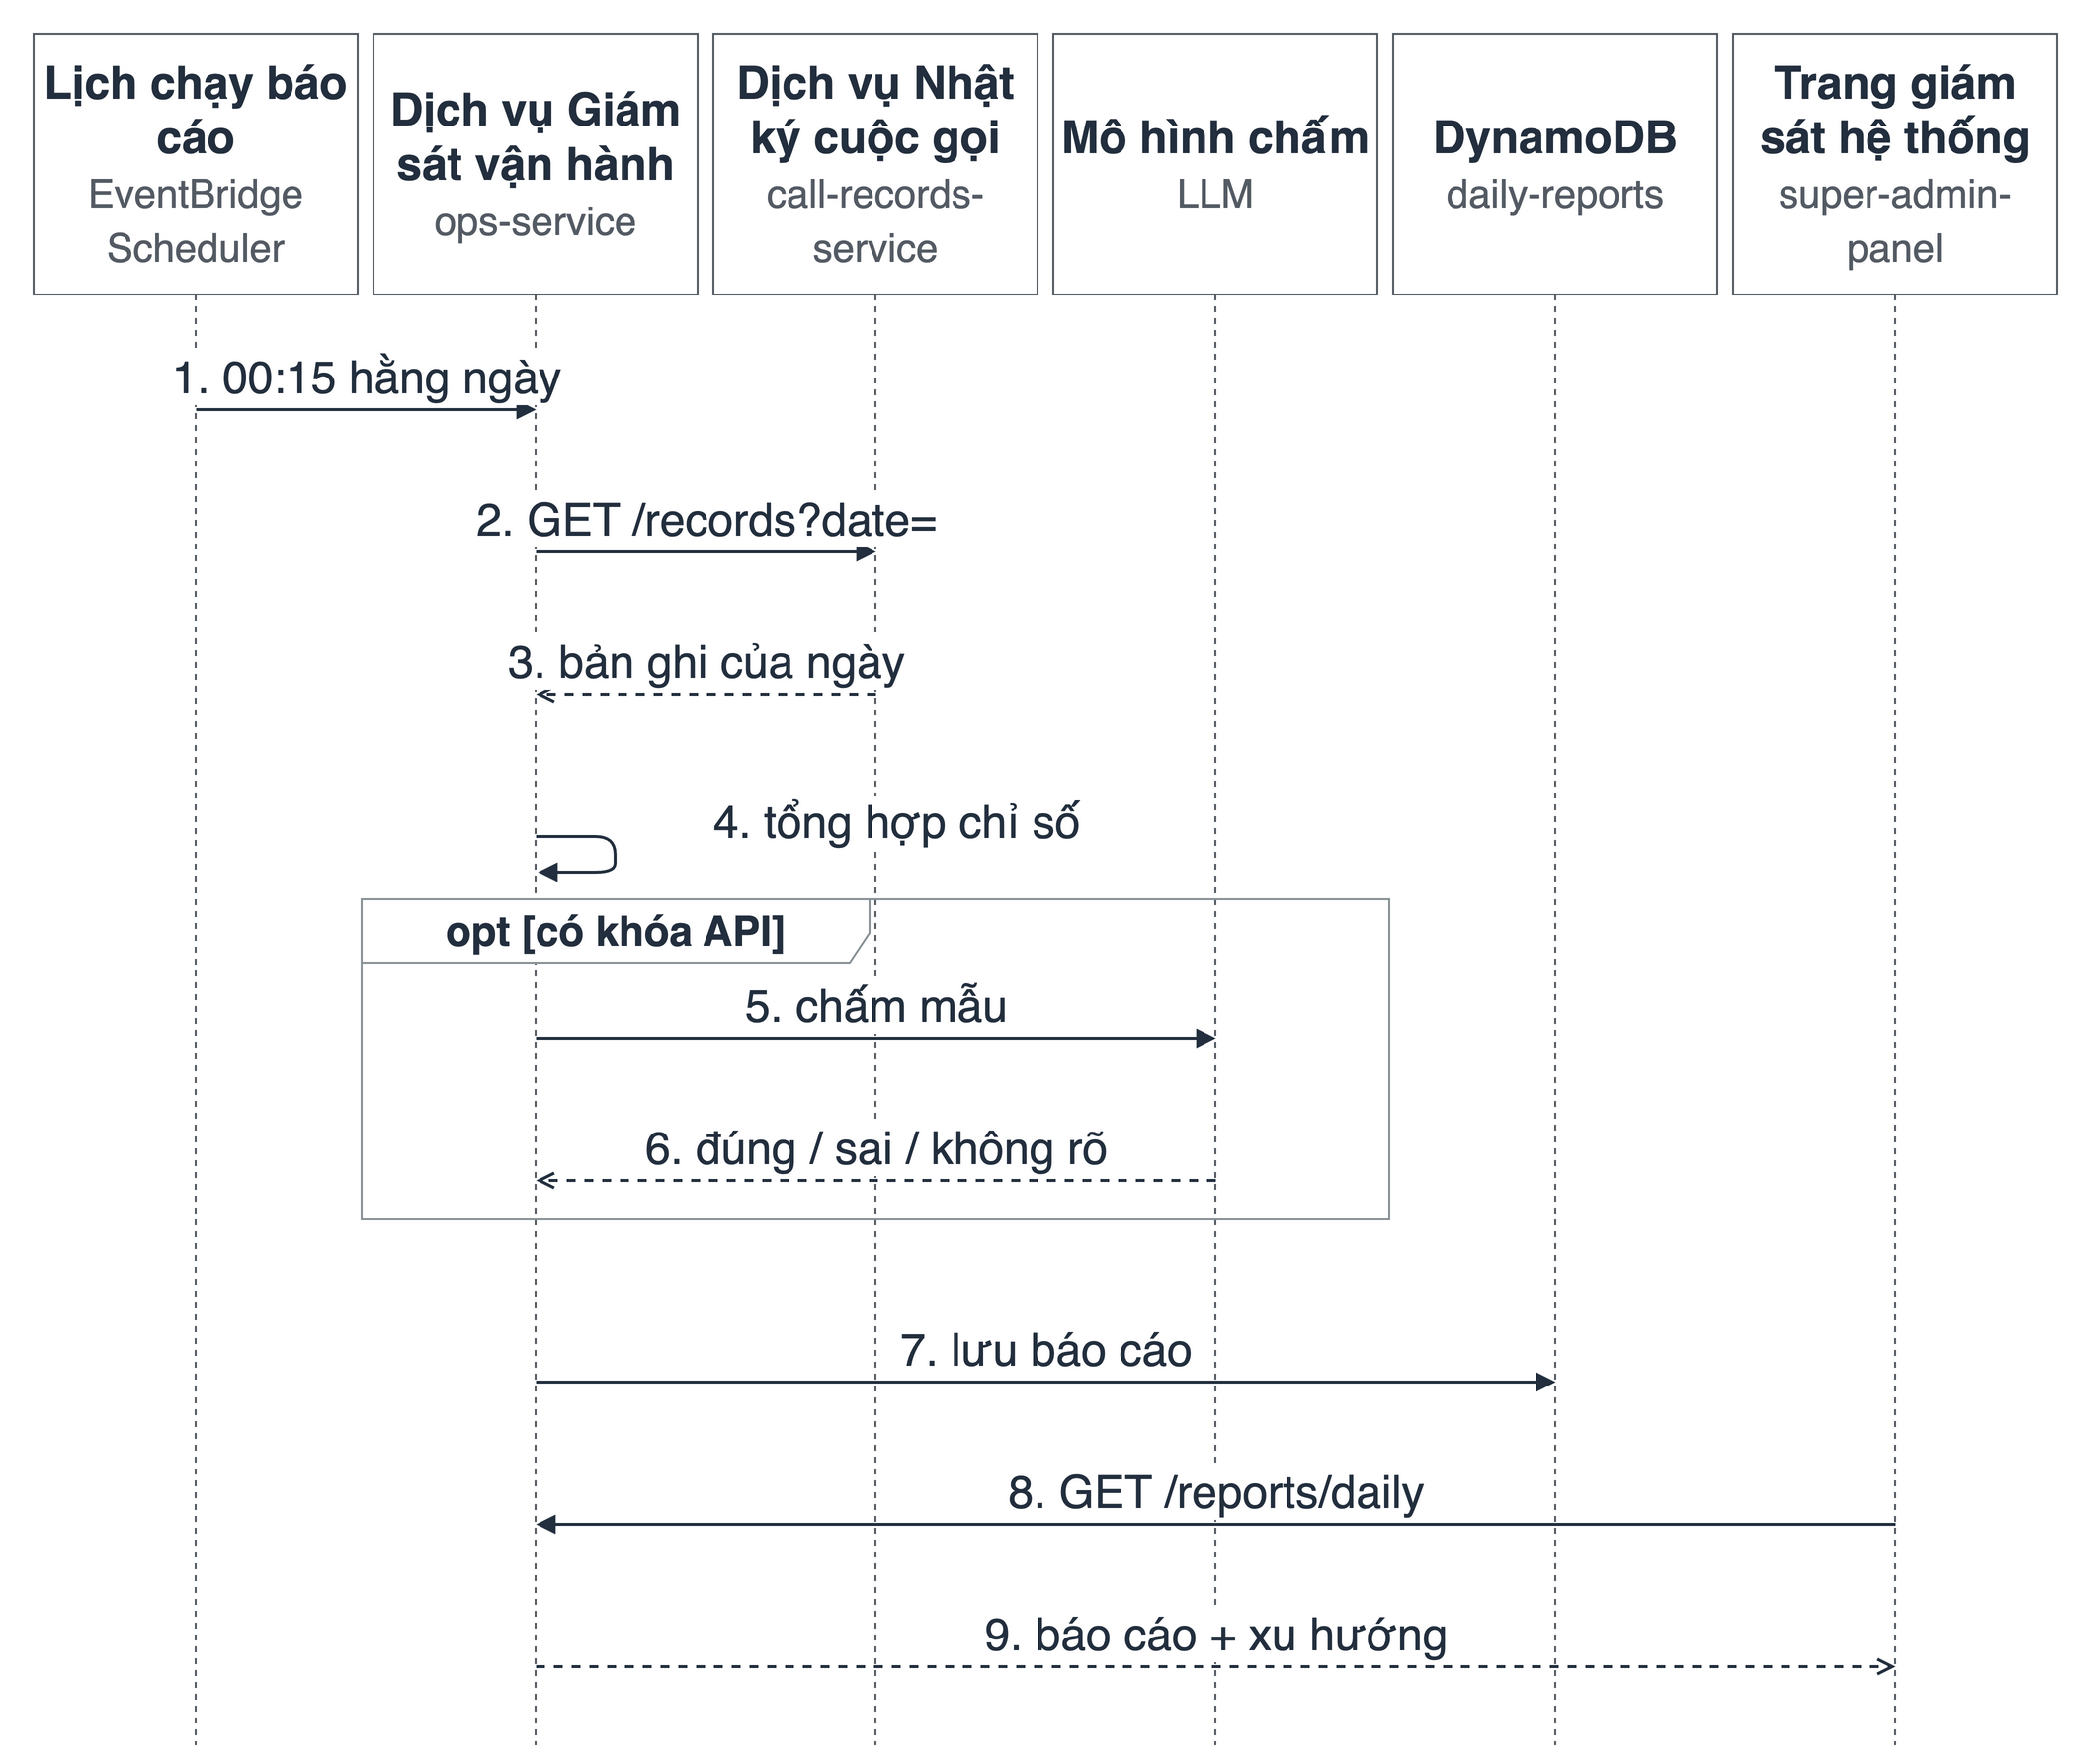 Lịch chạy báo
cáo
EventBridge
Scheduler
Dịch vụ Giám
sát vận hành
ops-service
Dịch vụ Nhật
ký cuộc gọi
call-records-
service
Mô hình chấm
LLM
DynamoDB
daily-reports
Trang giám
sát hệ thống
super-admin-
panel
1. 00:15 hằng ngày
2. GET /records?date=
3. bản ghi của ngày
4. tổng hợp chỉ số
opt [có khóa API]
5. chấm mẫu
6. đúng / sai / không rõ
7. lưu báo cáo
8. GET /reports/daily
9. báo cáo + xu hướng